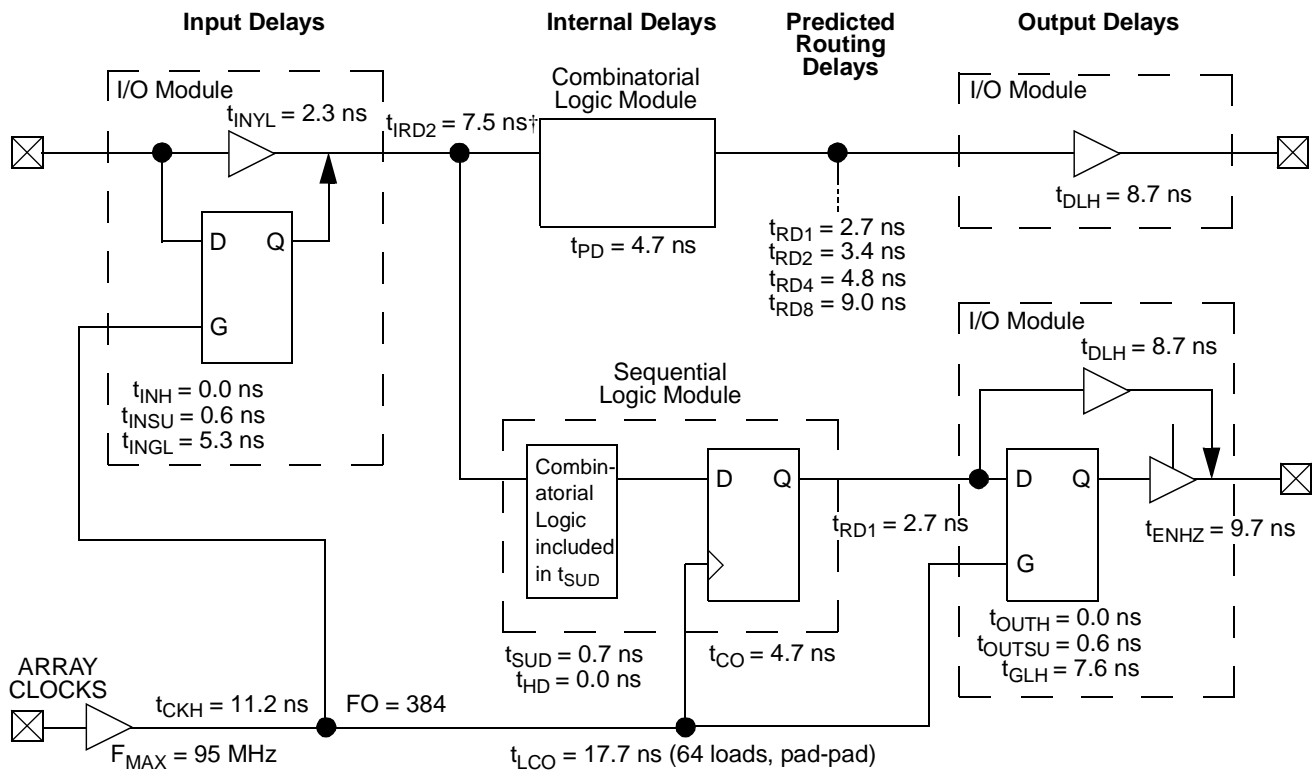 Input Delays
Internal Delays
Predicted
Routing
Delays
Output Delays
I/O Module
tINYL = 2.3 ns
tIRD2 = 7.5 ns†
Combinatorial
Logic Module
I/O Module
tDLH = 8.7 ns
D Q
G
tPD = 4.7 ns
tRD1 = 2.7 ns
tRD2 = 3.4 ns
tRD4 = 4.8 ns
tRD8 = 9.0 ns
tINH = 0.0 ns
tINSU = 0.6 ns
tINGL = 5.3 ns
Sequential
Logic Module
I/O Module
tDLH = 8.7 ns
Combin-
atorial
Logic
included
in tSUD
D Q
tRD1 = 2.7 ns
D Q
G
tENHZ = 9.7 ns
tOUTH = 0.0 ns
tOUTSU = 0.6 ns
tGLH = 7.6 ns
tSUD = 0.7 ns
tHD = 0.0 ns
tCO = 4.7 ns
ARRAY
CLOCKS
tCKH = 11.2 ns
FO = 384
FMAX = 95 MHz
tLCO = 17.7 ns (64 loads, pad-pad)